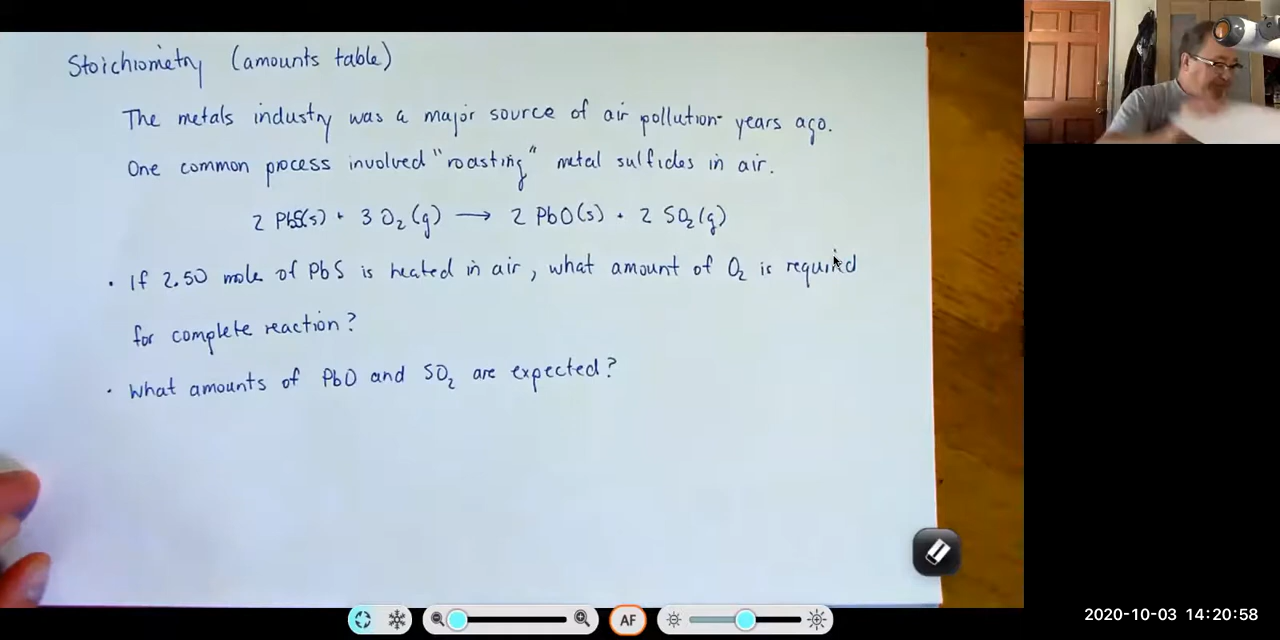 Stoichiometry (amounts table)
The metals industry was a major source of air pollution years ago.
One common process involved "roasting" metal sulfides in air.
2 PbS(s) + 3 O₂(g) → 2 PbO(s) + 2 SO₂(g)
• If 2.50 mole of PbS is heated in air, what amount of O₂ is required
for complete reaction?
• What amounts of PbO and SO₂ are expected?
AF
2020-10-03 14:20:58